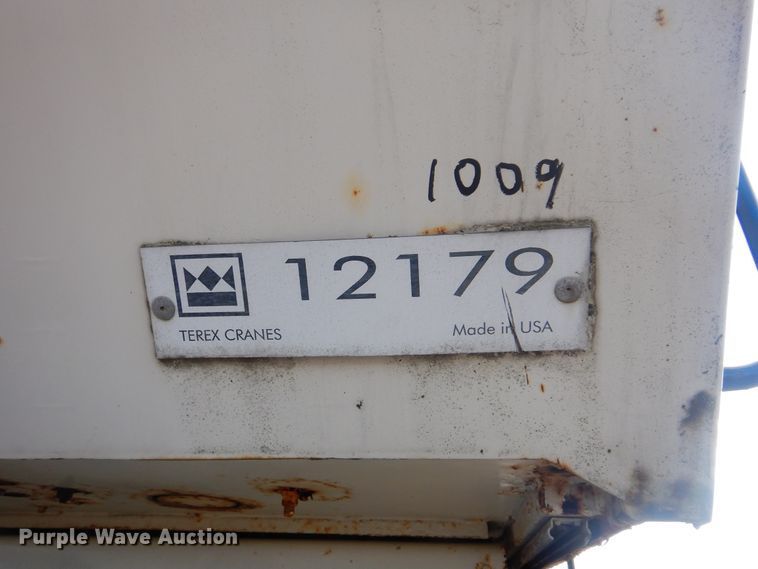 1009
12179
TEREX CRANES
Made in USA
Purple Wave Auction